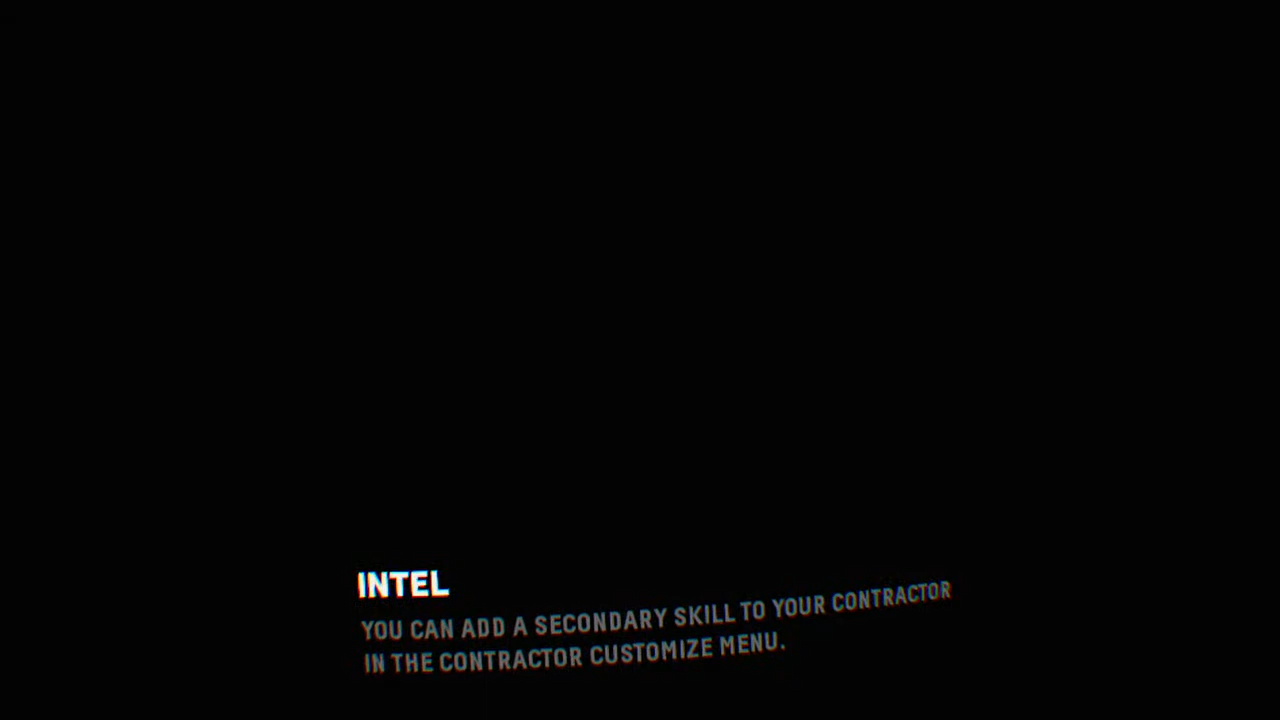 INTEL
YOU CAN ADD A SECONDARY SKILL TO YOUR CONTRACTOR
IN THE CONTRACTOR CUSTOMIZE MENU.